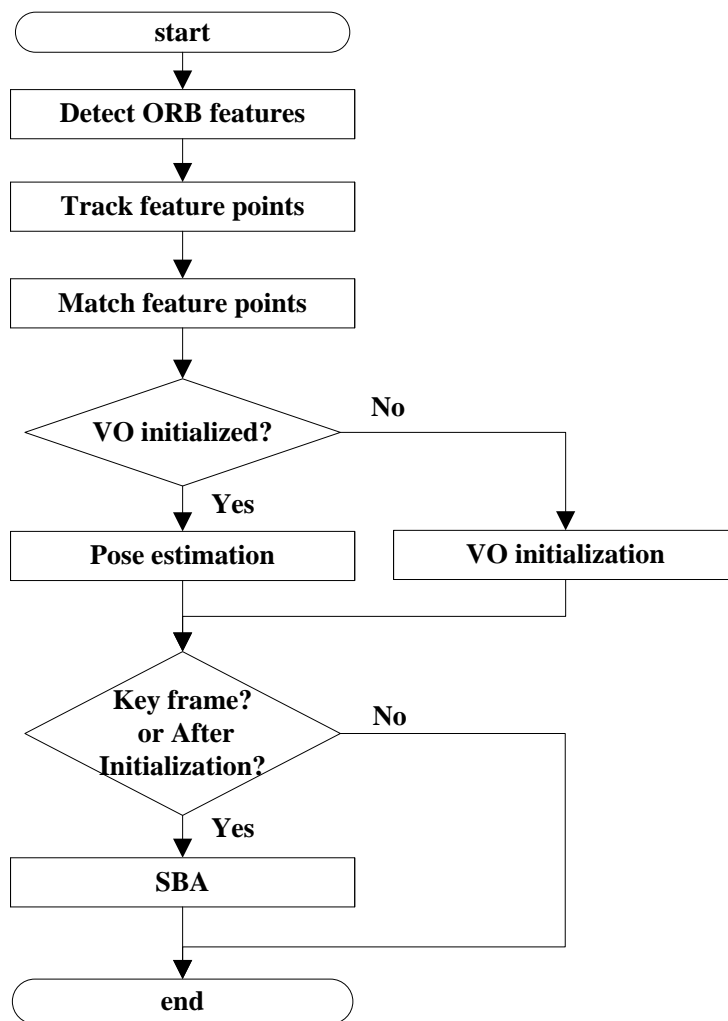 start
Detect ORB features
Track feature points
Match feature points
VO initialized?
No
Yes
Pose estimation
VO initialization
Key frame?
or After
Initialization?
No
Yes
SBA
end